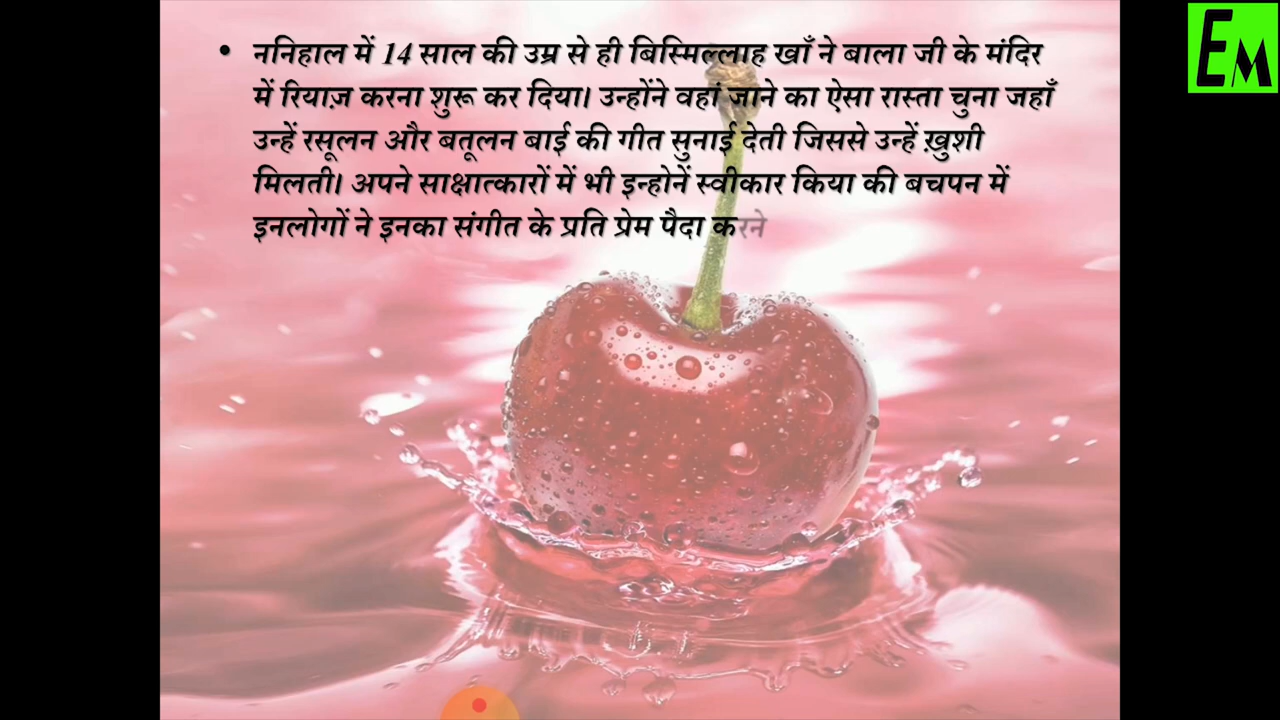 EM
• ननिहाल में 14 साल की उम्र से ही बिस्मिल्लाह खाँ ने बाला जी के मंदिर
में रियाज़ करना शुरू कर दिया। उन्होंने वहां जाने का ऐसा रास्ता चुना जहाँ
उन्हें रसूलन और बतूलन बाई की गीत सुनाई देती जिससे उन्हें ख़ुशी
मिलती। अपने साक्षात्कारों में भी इन्होनें स्वीकार किया की बचपन में
इनलोगों ने इनका संगीत के प्रति प्रेम पैदा करने